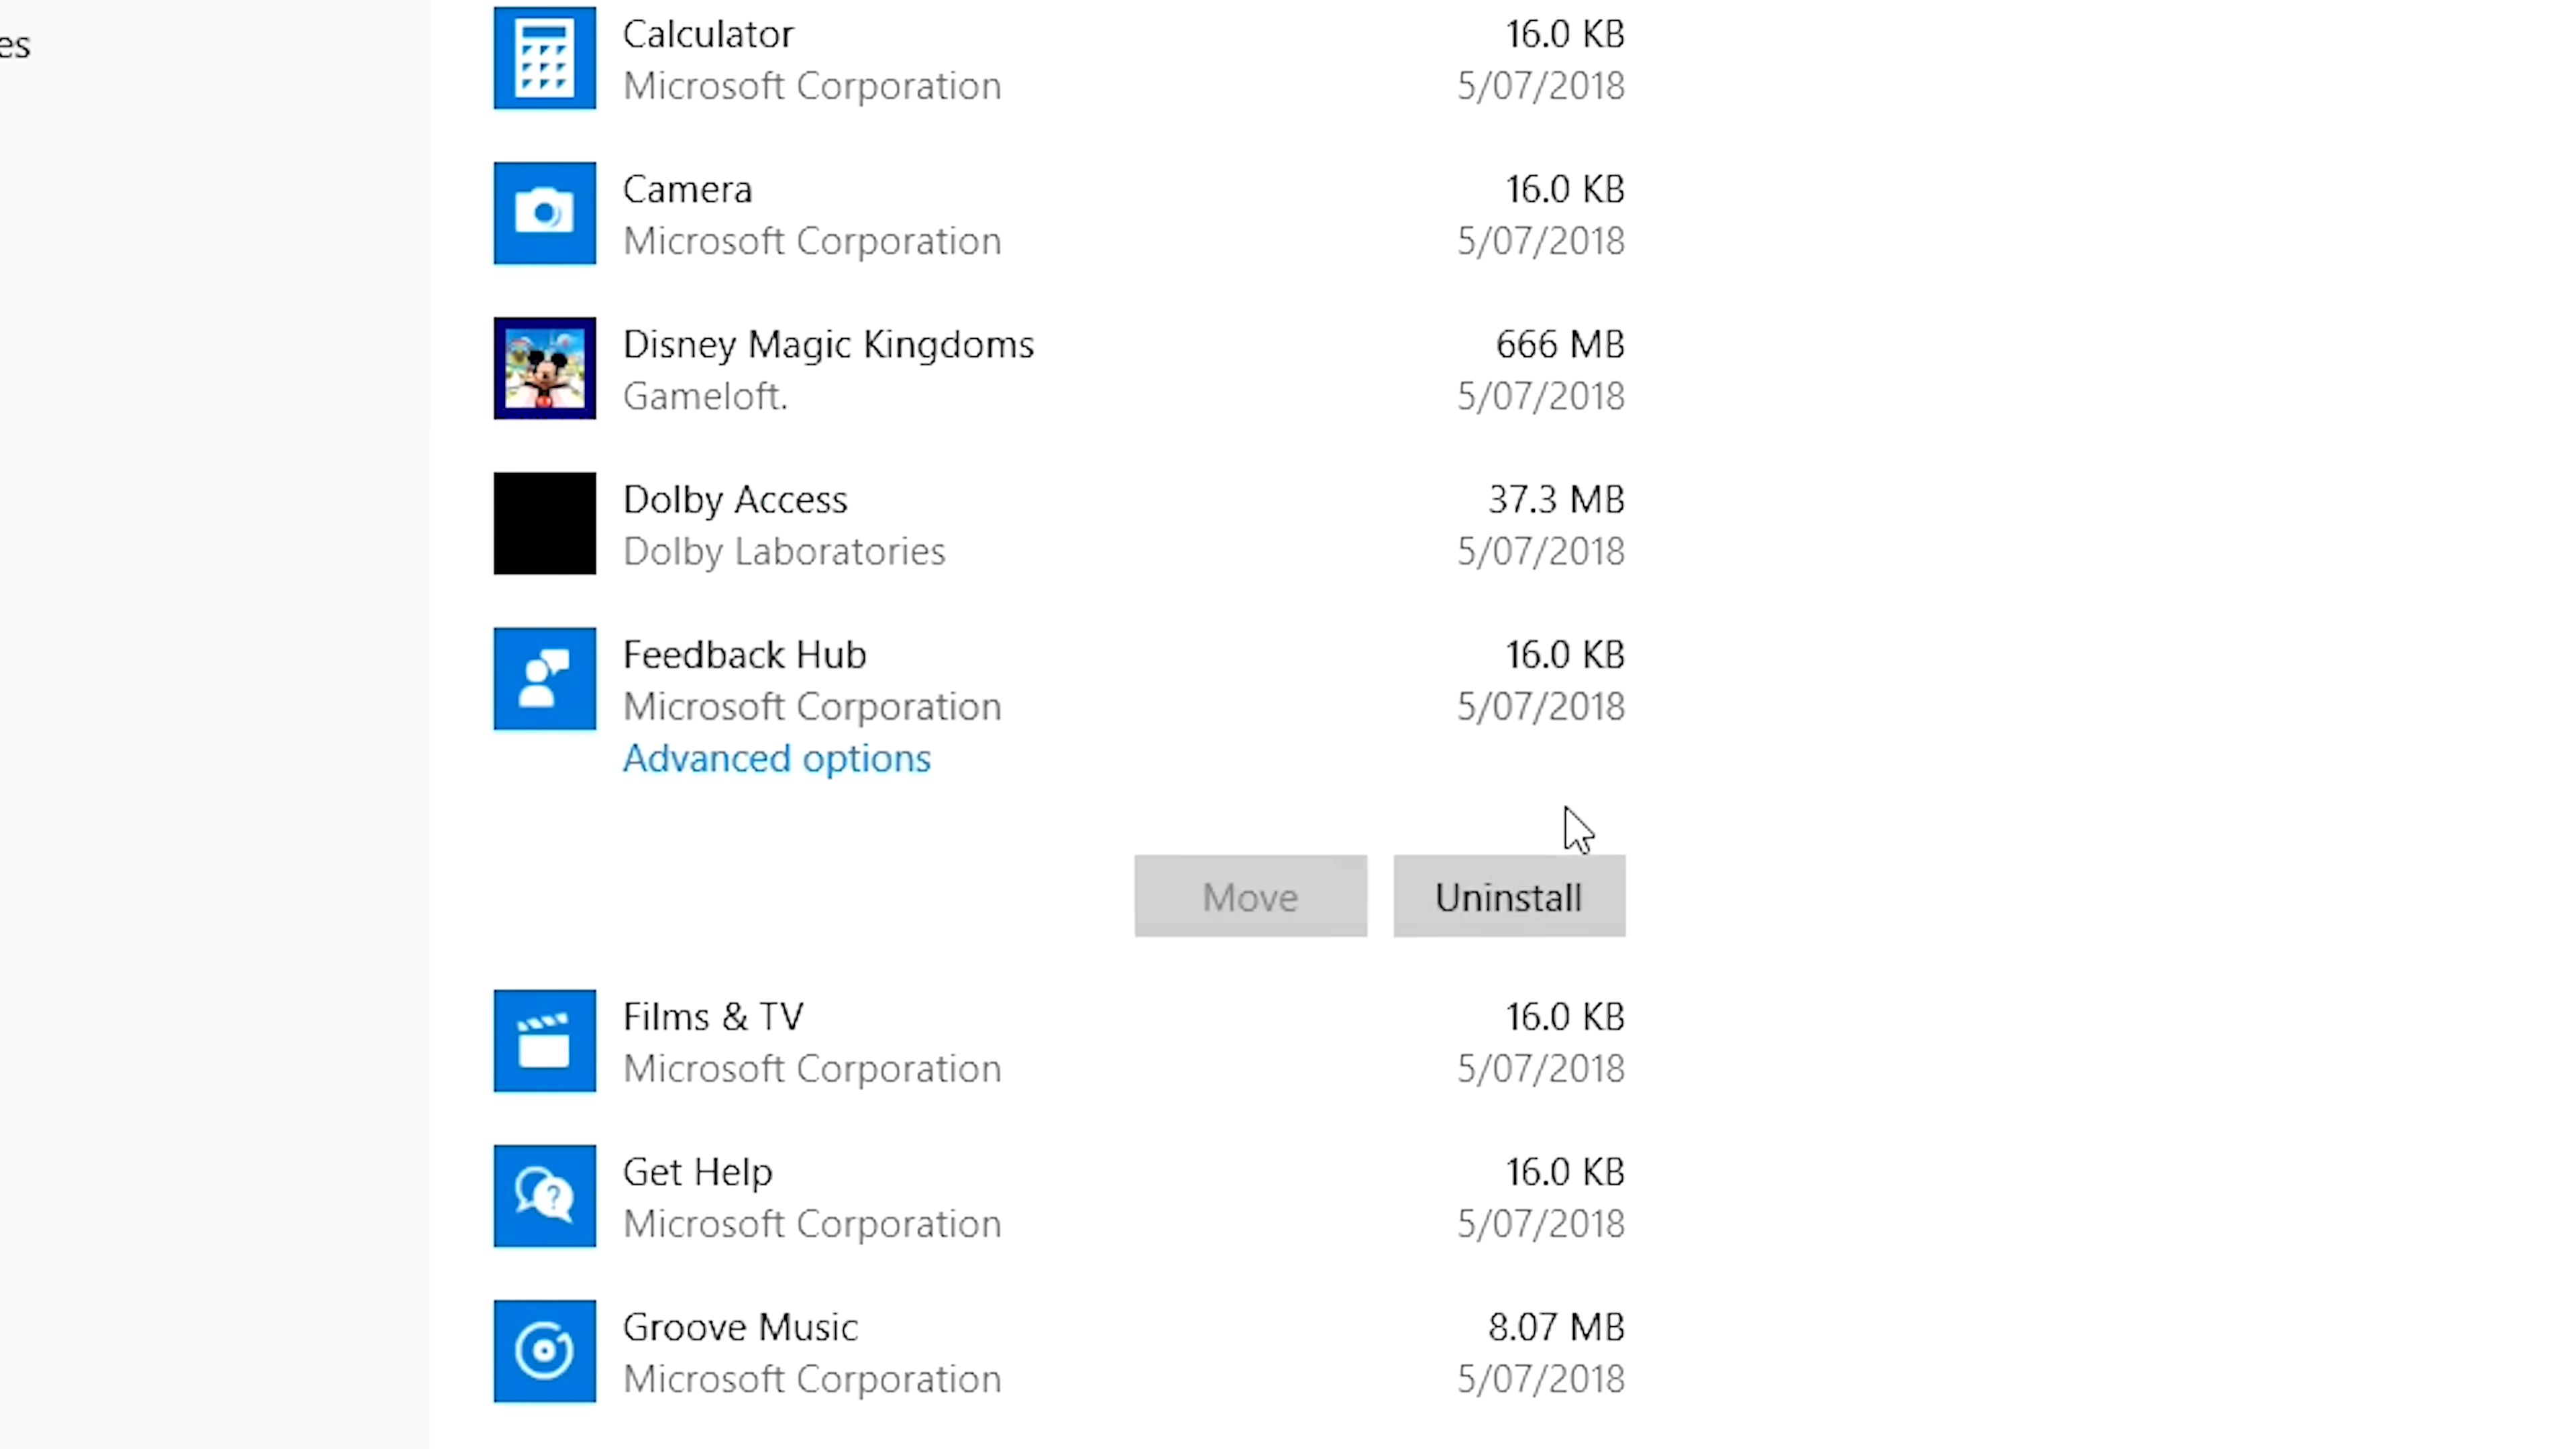 es
Calculator 16.0 KB
Microsoft Corporation 5/07/2018
Camera 16.0 KB
Microsoft Corporation 5/07/2018
Disney Magic Kingdoms 666 MB
Gameloft. 5/07/2018
Dolby Access 37.3 MB
Dolby Laboratories 5/07/2018
Feedback Hub 16.0 KB
Microsoft Corporation 5/07/2018
Advanced options
Move Uninstall
Films & TV 16.0 KB
Microsoft Corporation 5/07/2018
Get Help 16.0 KB
Microsoft Corporation 5/07/2018
Groove Music 8.07 MB
Microsoft Corporation 5/07/2018